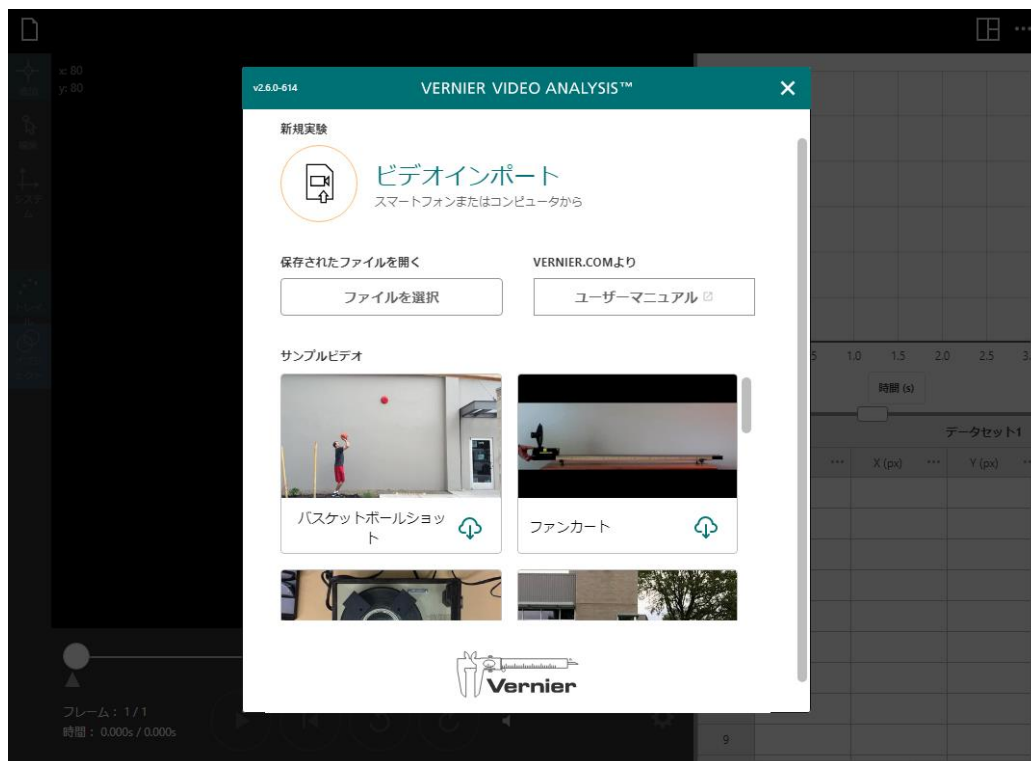 x: 80
y: 80
v2.6.0-614
VERNIER VIDEO ANALYSIS™
新規実験
ビデオインポート
スマートフォンまたはコンピュータから
保存されたファイルを開く
VERNIER.COMより
ファイルを選択
ユーザーマニュアル
サンプルビデオ
バスケットボールショッ
ト
ファンカート
Vernier
フレーム： 1 / 1
時間： 0.000s / 0.000s
1.0 1.5 2.0 2.5
時間 (s)
データセット1
X (px)
Y (px)
9